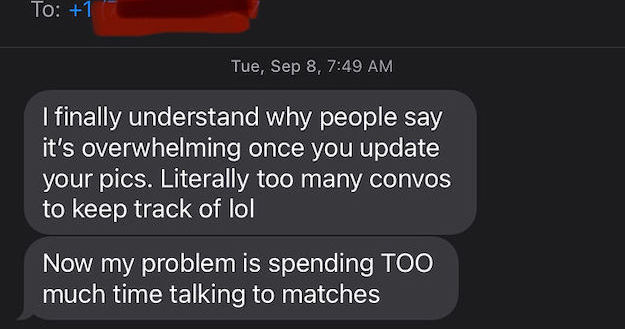 To: +1
Tue, Sep 8, 7:49 AM
I finally understand why people say
it's overwhelming once you update
your pics. Literally too many convos
to keep track of lol
Now my problem is spending TOO
much time talking to matches